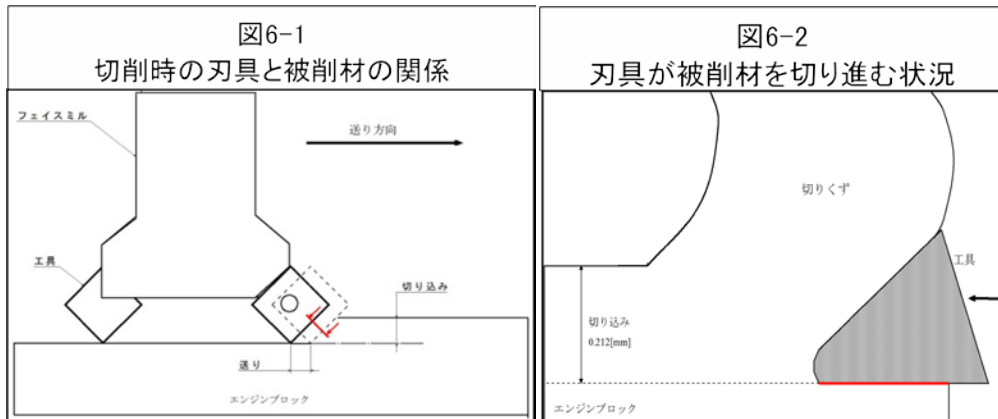 図6-1
切削時の刃具と被削材の関係
フェイスミル
送り方向
工具
切り込み
送り
エンジンブロック
図6-2
刃具が被削材を切り進む状況
切りくず
工具
切り込み
0.212[mm]
エンジンブロック